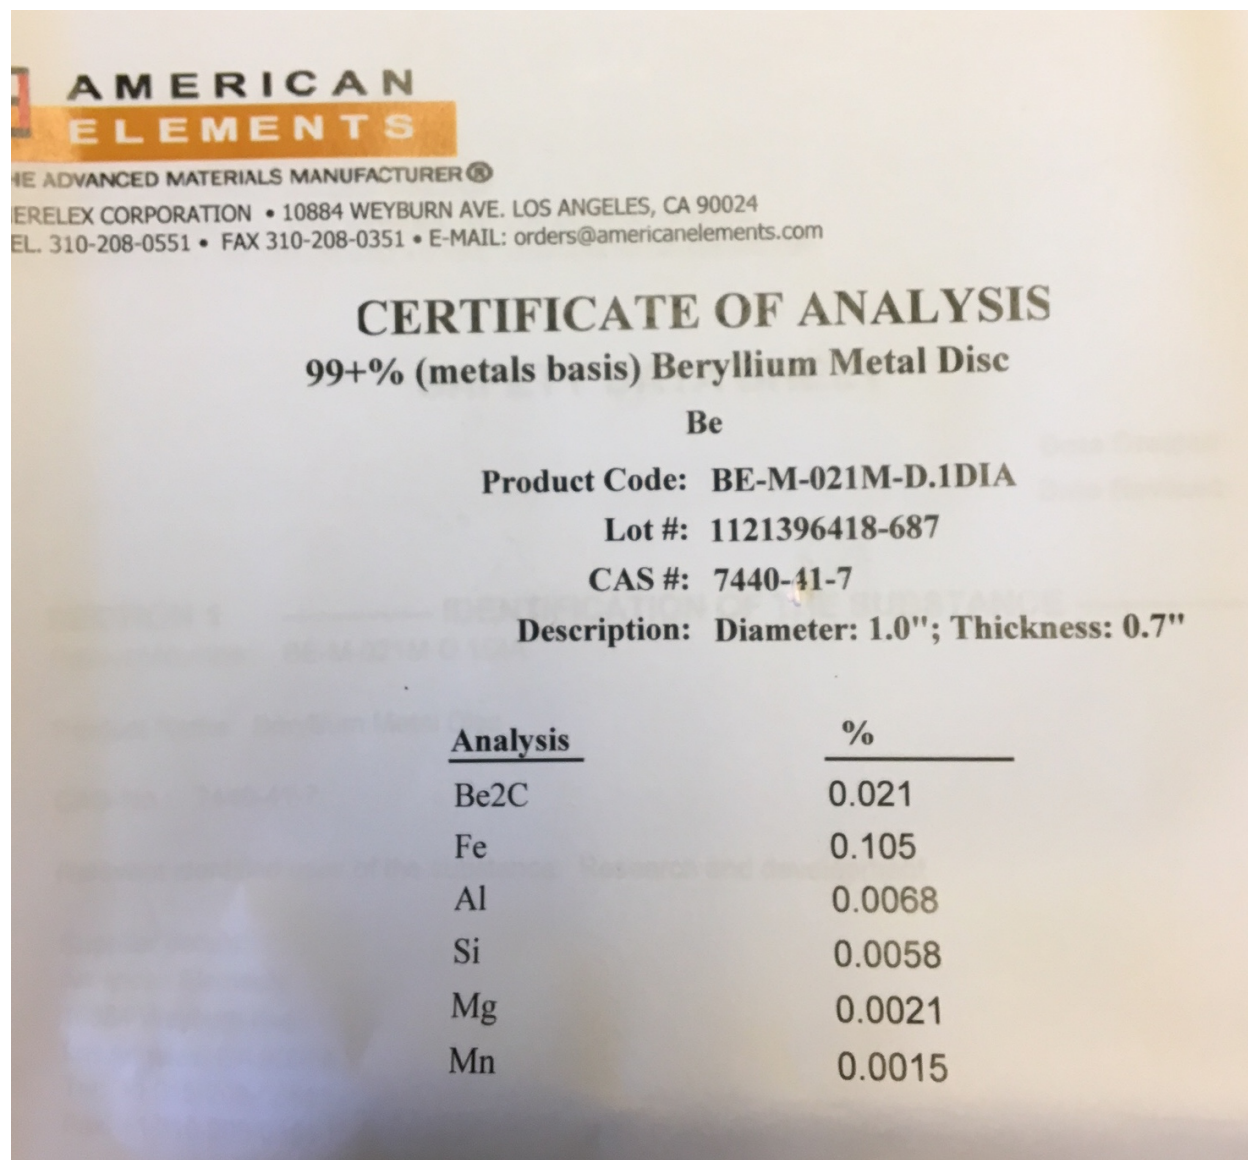 AMERICAN
ELEMENTS
HE ADVANCED MATERIALS MANUFACTURER®
ERELEX CORPORATION • 10884 WEYBURN AVE. LOS ANGELES, CA 90024
EL. 310-208-0551 • FAX 310-208-0351 • E-MAIL: orders@americanelements.com
CERTIFICATE OF ANALYSIS
99+% (metals basis) Beryllium Metal Disc
Be
Product Code: BE-M-021M-D.1DIA
Lot #: 1121396418-687
CAS #: 7440-41-7
Description: Diameter: 1.0"; Thickness: 0.7"
Analysis %
Be2C 0.021
Fe 0.105
Al 0.0068
Si 0.0058
Mg 0.0021
Mn 0.0015